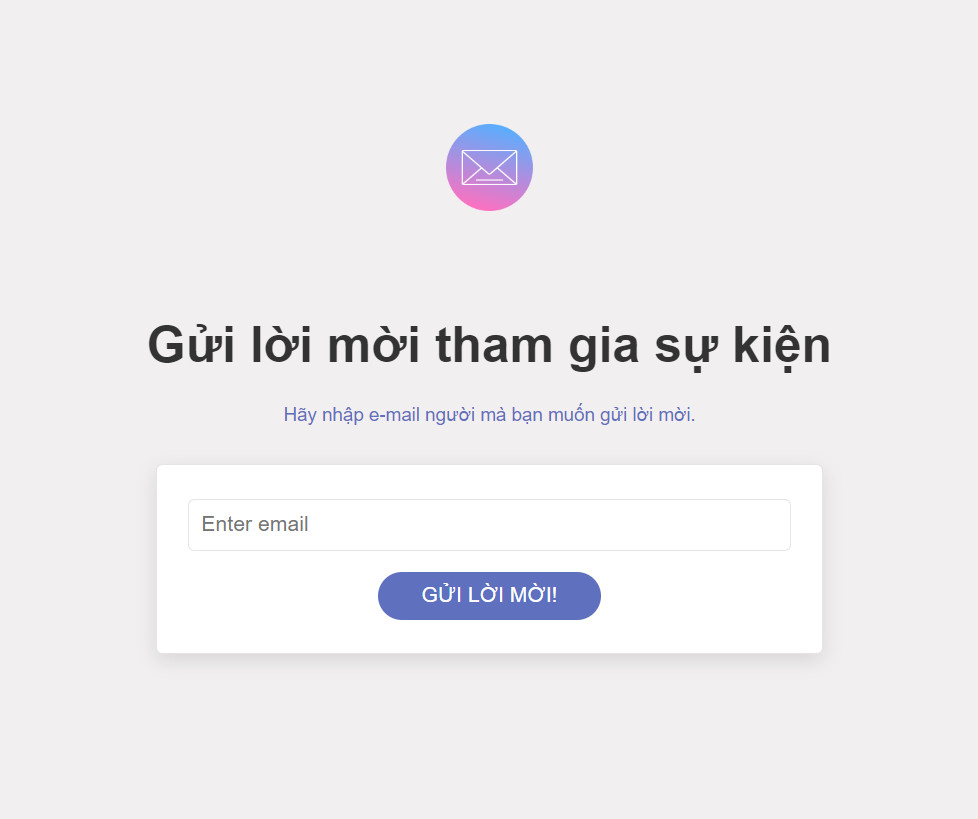 Gửi lời mời tham gia sự kiện
Hãy nhập e-mail người mà bạn muốn gửi lời mời.
Enter email
GỬI LỜI MỜI!